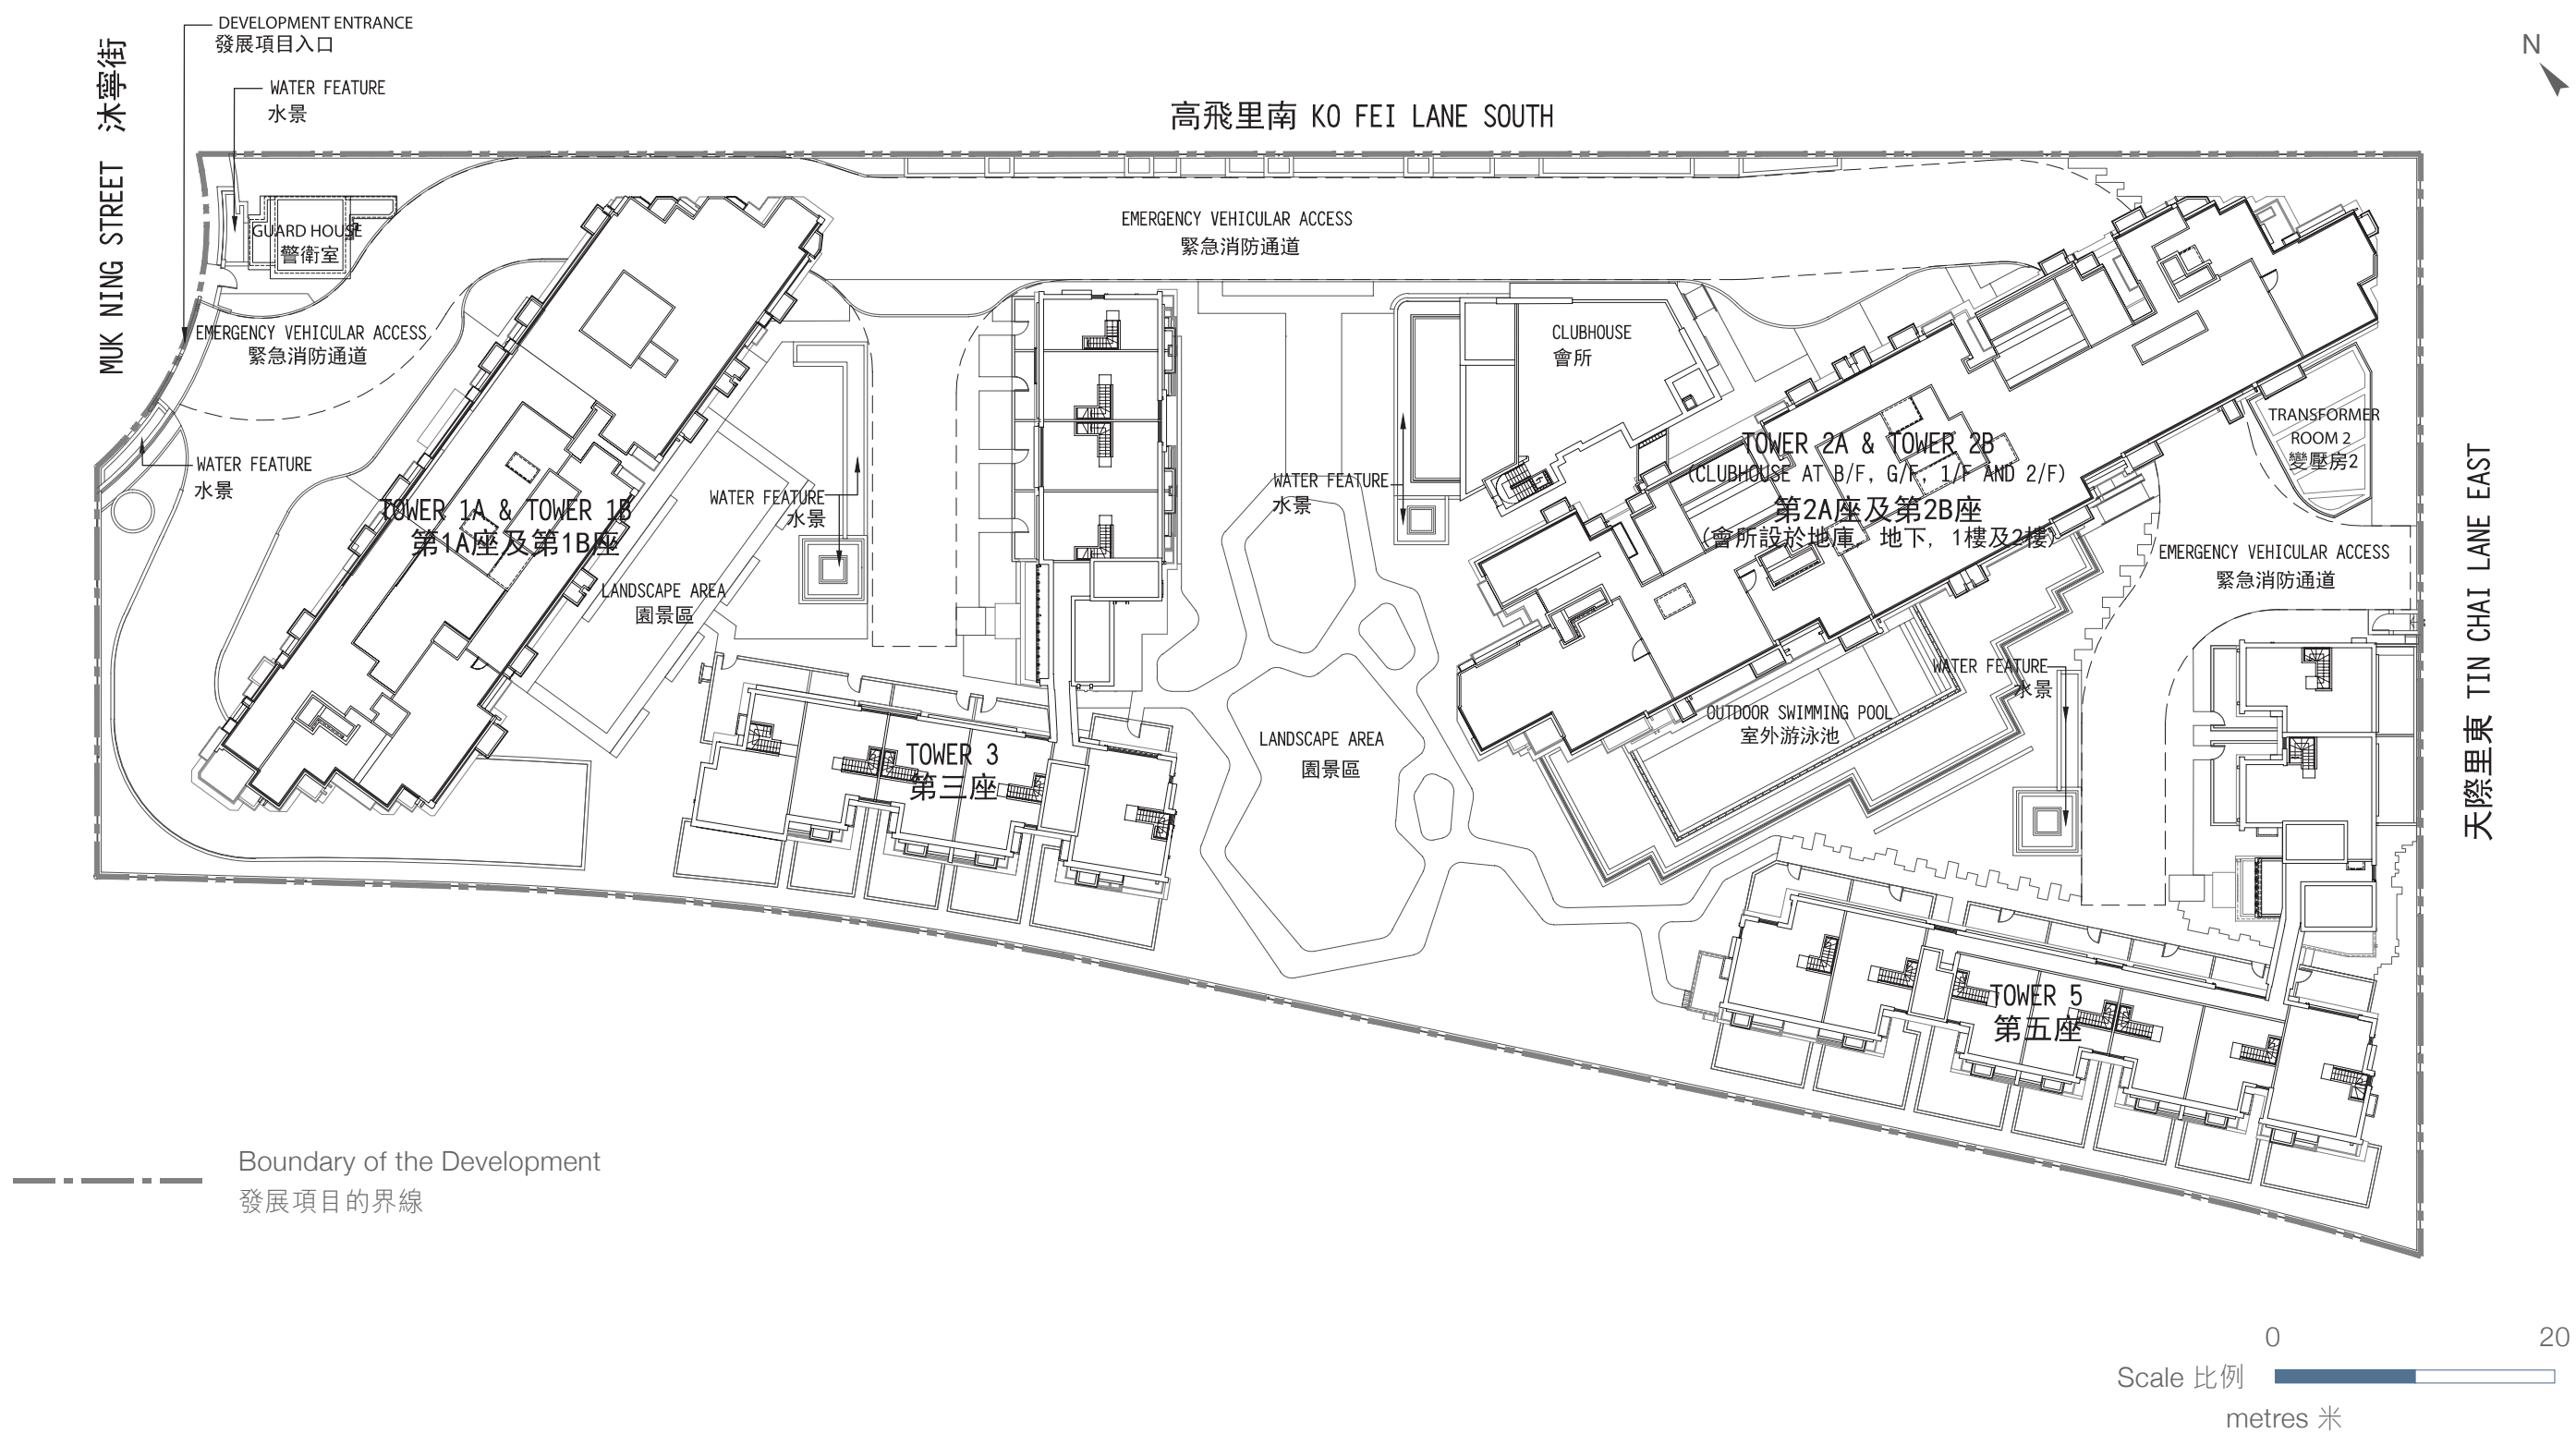 DEVELOPMENT ENTRANCE
發展項目入口
WATER FEATURE
水景
MUK NING STREET 沐寧街
高飛里南 KO FEI LANE SOUTH
N
GUARD HOUSE
警衛室
EMERGENCY VEHICULAR ACCESS
緊急消防通道
EMERGENCY VEHICULAR ACCESS
緊急消防通道
CLUBHOUSE
會所
WATER FEATURE
水景
TOWER 1A & TOWER 1B
第1A座及第1B座
WATER FEATURE
水景
LANDSCAPE AREA
園景區
WATER FEATURE
水景
TOWER 2A & TOWER 2B
(CLUBHOUSE AT B/F, G/F, 1/F AND 2/F)
第2A座及第2B座
(會所設於地庫, 地下, 1樓及2樓)
TRANSFORMER
ROOM 2
變壓房2
EMERGENCY VEHICULAR ACCESS
緊急消防通道
天際里東 TIN CHAI LANE EAST
WATER FEATURE
水景
OUTDOOR SWIMMING POOL
室外游泳池
LANDSCAPE AREA
園景區
TOWER 3
第三座
TOWER 5
第五座
Boundary of the Development
發展項目的界線
0 20
Scale 比例
metres 米